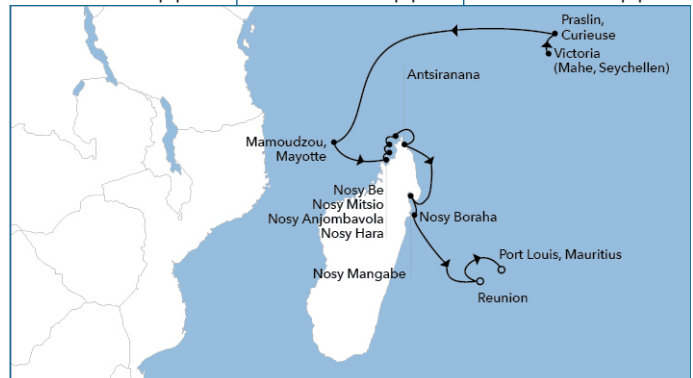 Praslin,
Curieuse
Victoria
(Mahe, Seychellen)
Antsiranana
Mamoudzou,
Mayotte
Nosy Be
Nosy Mitsio
Nosy Anjombavola
Nosy Hara
Nosy Boraha
Port Louis, Mauritius
Nosy Mangabe
Reunion